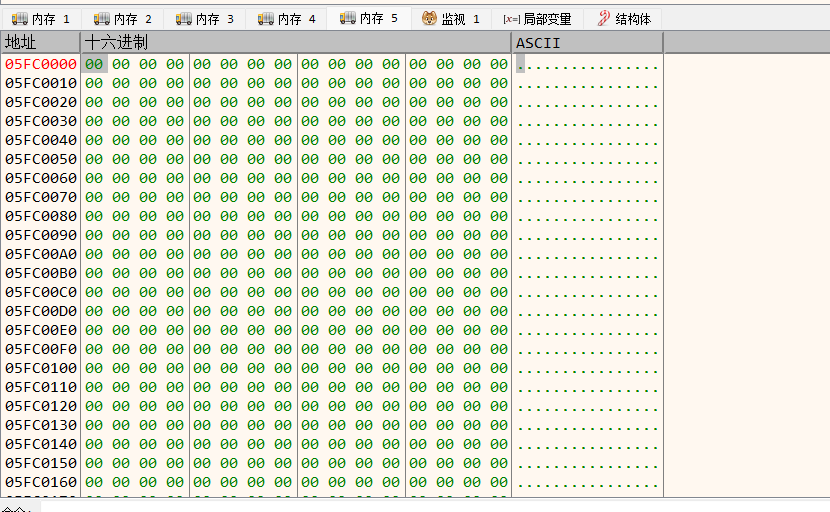 内存 1 内存 2 内存 3 内存 4 内存 5 监视 1 [x=] 局部变量 结构体
地址 十六进制 ASCII
05FC0000 00 00 00 00 00 00 00 00 00 00 00 00 00 00 00 00 ................
05FC0010 00 00 00 00 00 00 00 00 00 00 00 00 00 00 00 00 ................
05FC0020 00 00 00 00 00 00 00 00 00 00 00 00 00 00 00 00 ................
05FC0030 00 00 00 00 00 00 00 00 00 00 00 00 00 00 00 00 ................
05FC0040 00 00 00 00 00 00 00 00 00 00 00 00 00 00 00 00 ................
05FC0050 00 00 00 00 00 00 00 00 00 00 00 00 00 00 00 00 ................
05FC0060 00 00 00 00 00 00 00 00 00 00 00 00 00 00 00 00 ................
05FC0070 00 00 00 00 00 00 00 00 00 00 00 00 00 00 00 00 ................
05FC0080 00 00 00 00 00 00 00 00 00 00 00 00 00 00 00 00 ................
05FC0090 00 00 00 00 00 00 00 00 00 00 00 00 00 00 00 00 ................
05FC00A0 00 00 00 00 00 00 00 00 00 00 00 00 00 00 00 00 ................
05FC00B0 00 00 00 00 00 00 00 00 00 00 00 00 00 00 00 00 ................
05FC00C0 00 00 00 00 00 00 00 00 00 00 00 00 00 00 00 00 ................
05FC00D0 00 00 00 00 00 00 00 00 00 00 00 00 00 00 00 00 ................
05FC00E0 00 00 00 00 00 00 00 00 00 00 00 00 00 00 00 00 ................
05FC00F0 00 00 00 00 00 00 00 00 00 00 00 00 00 00 00 00 ................
05FC0100 00 00 00 00 00 00 00 00 00 00 00 00 00 00 00 00 ................
05FC0110 00 00 00 00 00 00 00 00 00 00 00 00 00 00 00 00 ................
05FC0120 00 00 00 00 00 00 00 00 00 00 00 00 00 00 00 00 ................
05FC0130 00 00 00 00 00 00 00 00 00 00 00 00 00 00 00 00 ................
05FC0140 00 00 00 00 00 00 00 00 00 00 00 00 00 00 00 00 ................
05FC0150 00 00 00 00 00 00 00 00 00 00 00 00 00 00 00 00 ................
05FC0160 00 00 00 00 00 00 00 00 00 00 00 00 00 00 00 00 ................